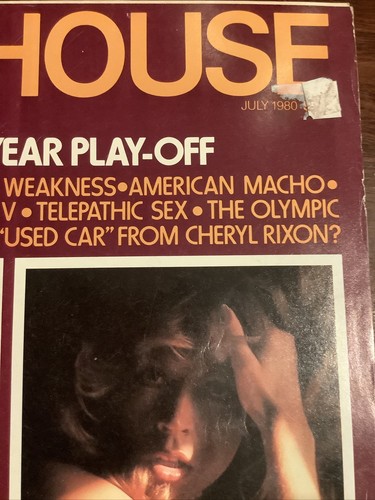 HOUSE
JULY 1980
YEAR PLAY-OFF
WEAKNESS•AMERICAN MACHO•
V•TELEPATHIC SEX•THE OLYMPIC
"USED CAR" FROM CHERYL RIXON?